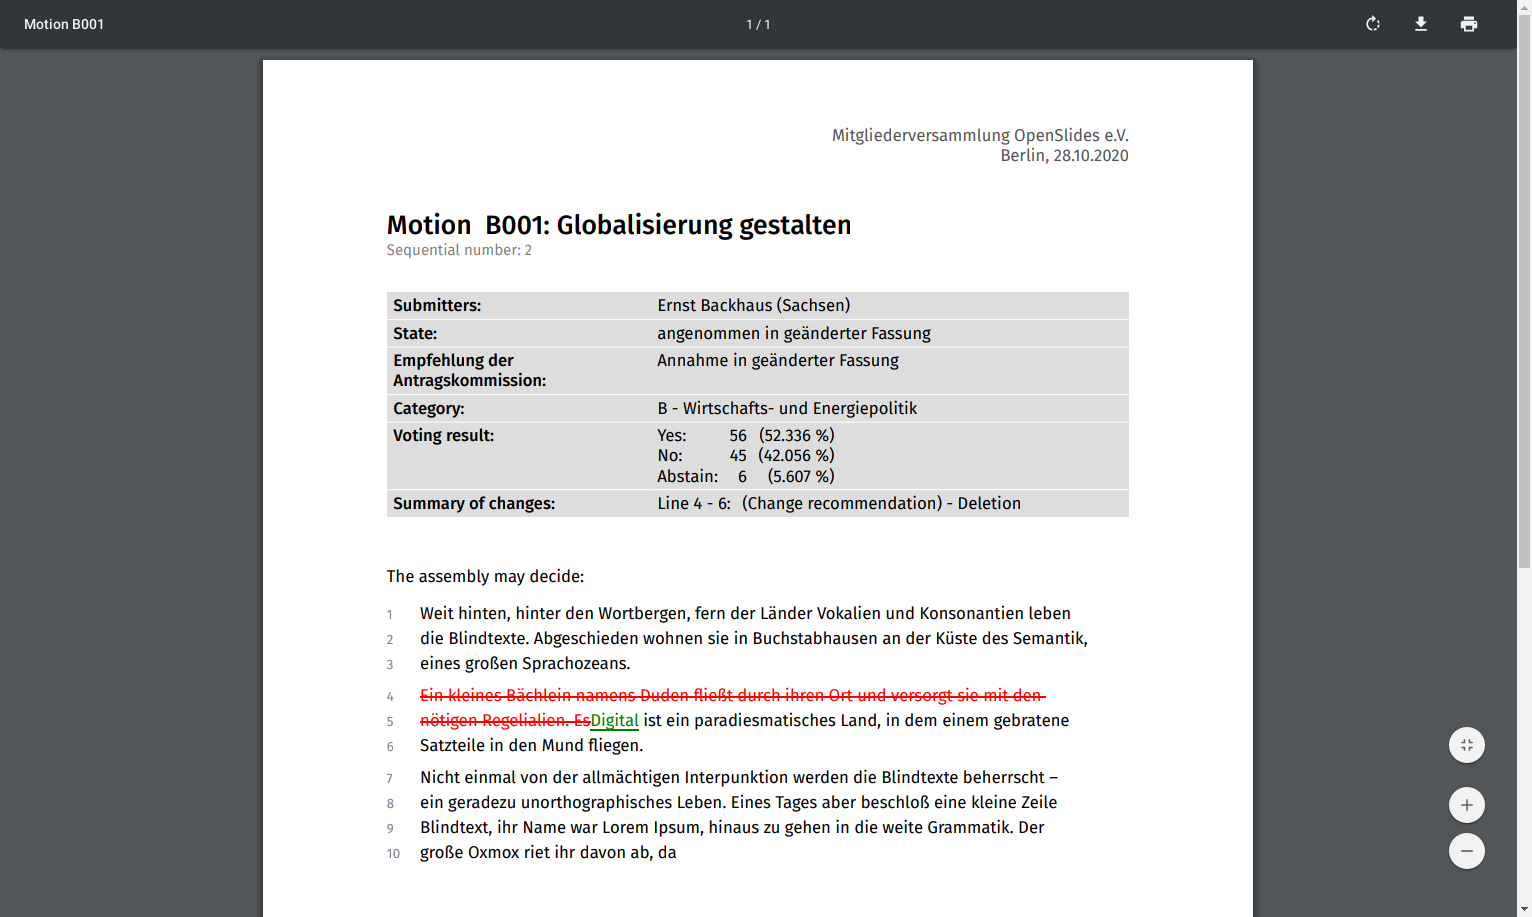 Motion B001
1 / 1
Mitgliederversammlung OpenSlides e.V.
Berlin, 28.10.2020
Motion B001: Globalisierung gestalten
Sequential number: 2
Submitters: Ernst Backhaus (Sachsen)
State: angenommen in geänderter Fassung
Empfehlung der Annahme in geänderter Fassung
Antragskommission:
Category: B - Wirtschafts- und Energiepolitik
Voting result: Yes: 56 (52.336 %)
No: 45 (42.056 %)
Abstain: 6 (5.607 %)
Summary of changes: Line 4 - 6: (Change recommendation) - Deletion
The assembly may decide:
1 Weit hinten, hinter den Wortbergen, fern der Länder Vokalien und Konsonantien leben
2 die Blindtexte. Abgeschieden wohnen sie in Buchstabhausen an der Küste des Semantik,
3 eines großen Sprachozeans.
4 Ein kleines Bächlein namens Duden fließt durch ihren Ort und versorgt sie mit den
5 nötigen Regelialien. EsDigital ist ein paradiesmatisches Land, in dem einem gebratene
6 Satzteile in den Mund fliegen.
7 Nicht einmal von der allmächtigen Interpunktion werden die Blindtexte beherrscht –
8 ein geradezu unorthographisches Leben. Eines Tages aber beschloß eine kleine Zeile
9 Blindtext, ihr Name war Lorem Ipsum, hinaus zu gehen in die weite Grammatik. Der
10 große Oxmox riet ihr davon ab, da